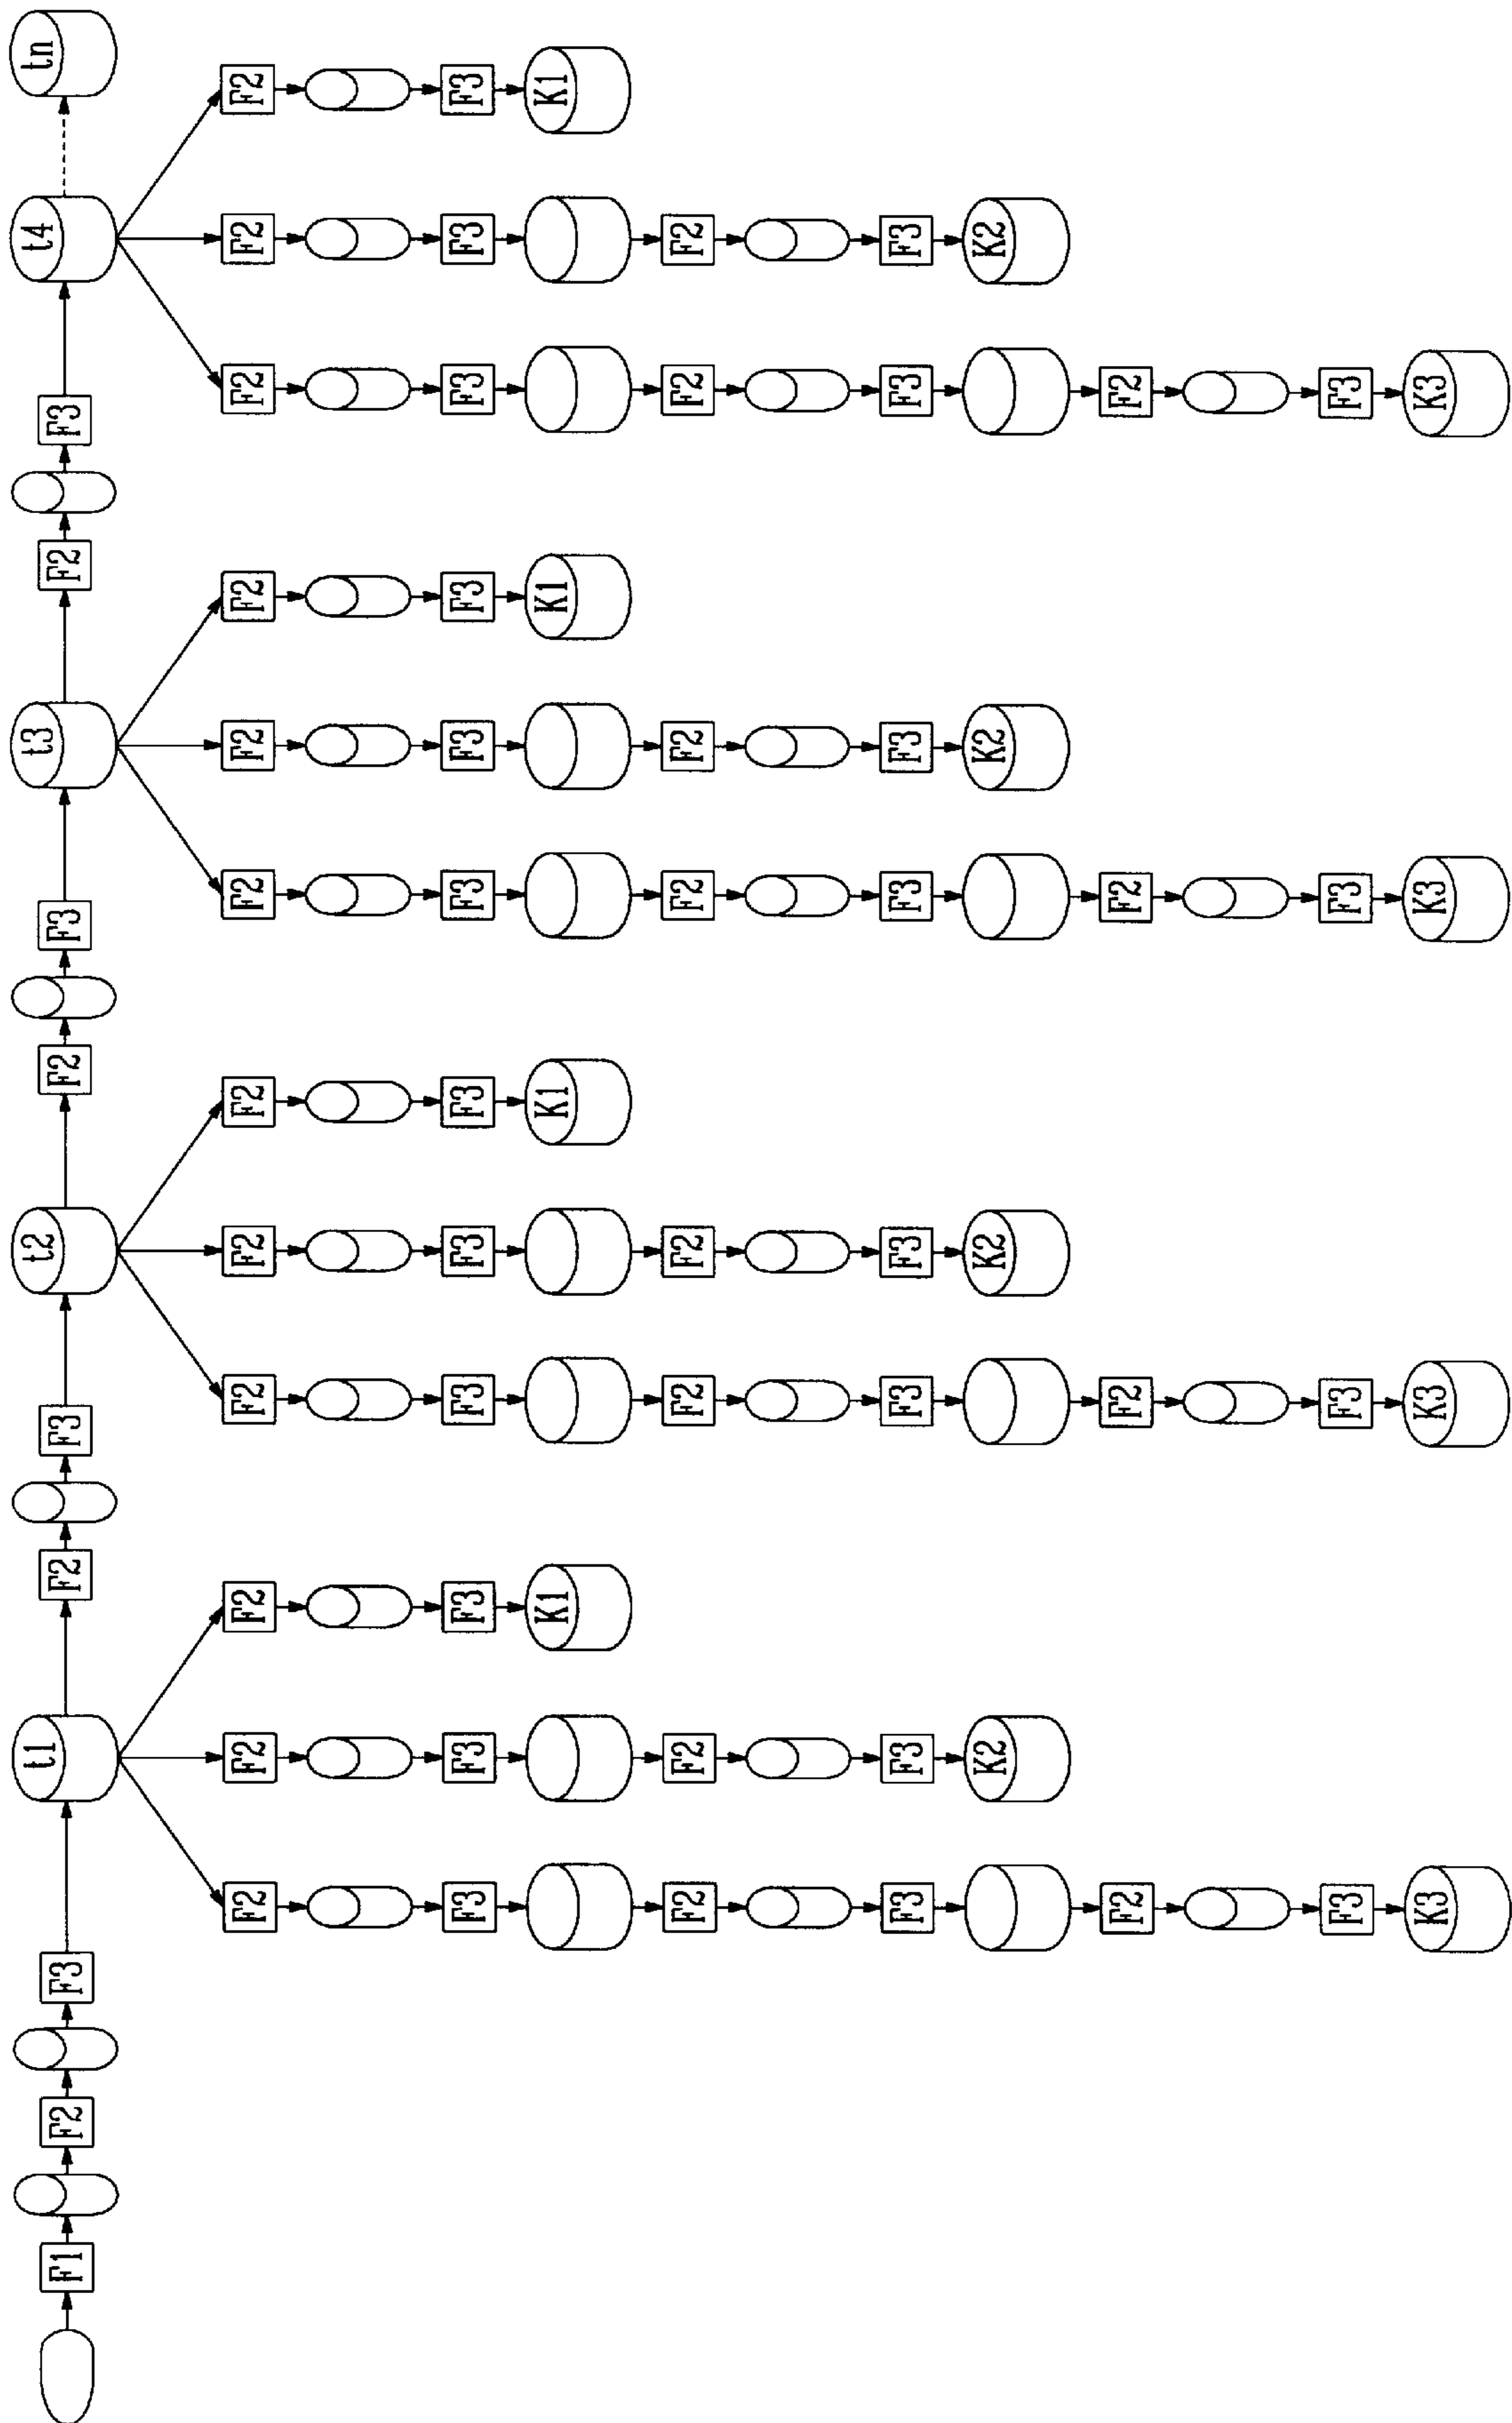 F1 F2 F3 t1 F2 F3 t2 F2 F3 t3 F2 F3 t4 tn
F2 F2 F2 F2 F2 F2 F2 F2 F2 F2 F2 F2
F3 F3 F3 F3 F3 F3 F3 F3 F3 F3 F3 F3
K1 K1 K1 K1
F2 F2 F2 F2 F2 F2 F2 F2
F3 F3 F3 F3 F3 F3 F3 F3
K2 K2 K2 K2
F2 F2 F2 F2
F3 F3 F3 F3
K3 K3 K3 K3